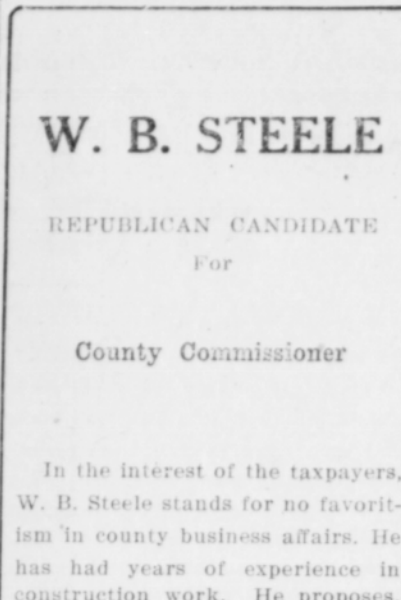 W. B. STEELE
REPUBLICAN CANDIDATE
For
County Commissioner
In the interest of the taxpayers,
W. B. Steele stands for no favorit-
ism in county business affairs. He
has had years of experience in
construction work. He proposes